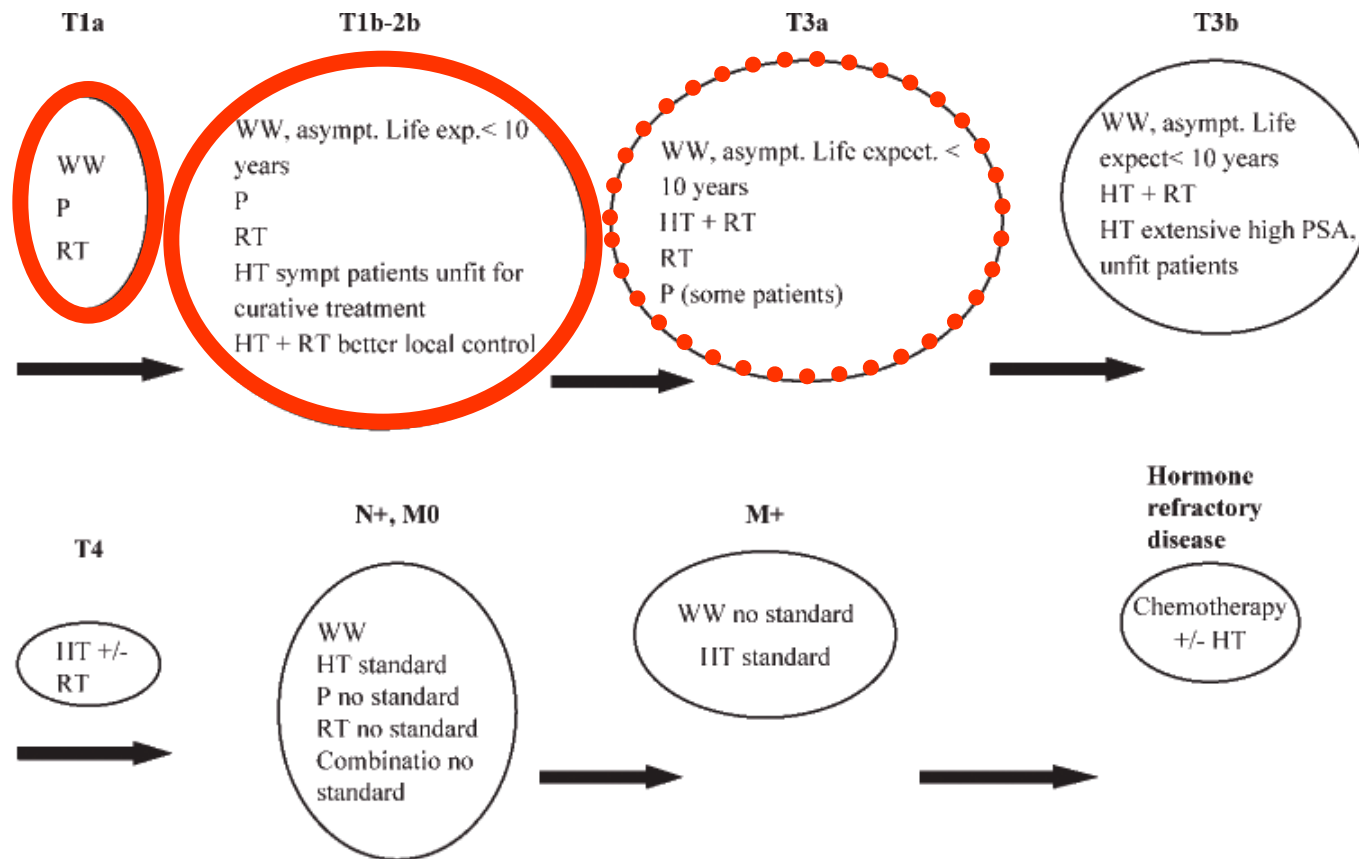 T1a
WW
P
RT
T1b-2b
WW, asympt. Life exp.< 10
years
P
RT
HT sympt patients unfit for
curative treatment
HT + RT better local control
T3a
WW, asympt. Life expect. <
10 years
HT + RT
RT
P (some patients)
T3b
WW, asympt. Life
expect< 10 years
HT + RT
HT extensive high PSA,
unfit patients
T4
HT +/-
RT
N+, M0
WW
HT standard
P no standard
RT no standard
Combinatio no
standard
M+
WW no standard
HT standard
Hormone
refractory
disease
Chemotherapy
+/- HT